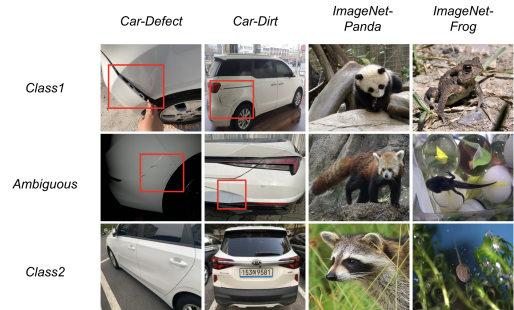 Car-Defect
Car-Dirt
ImageNet-
Panda
ImageNet-
Frog
Class1
Ambiguous
Class2